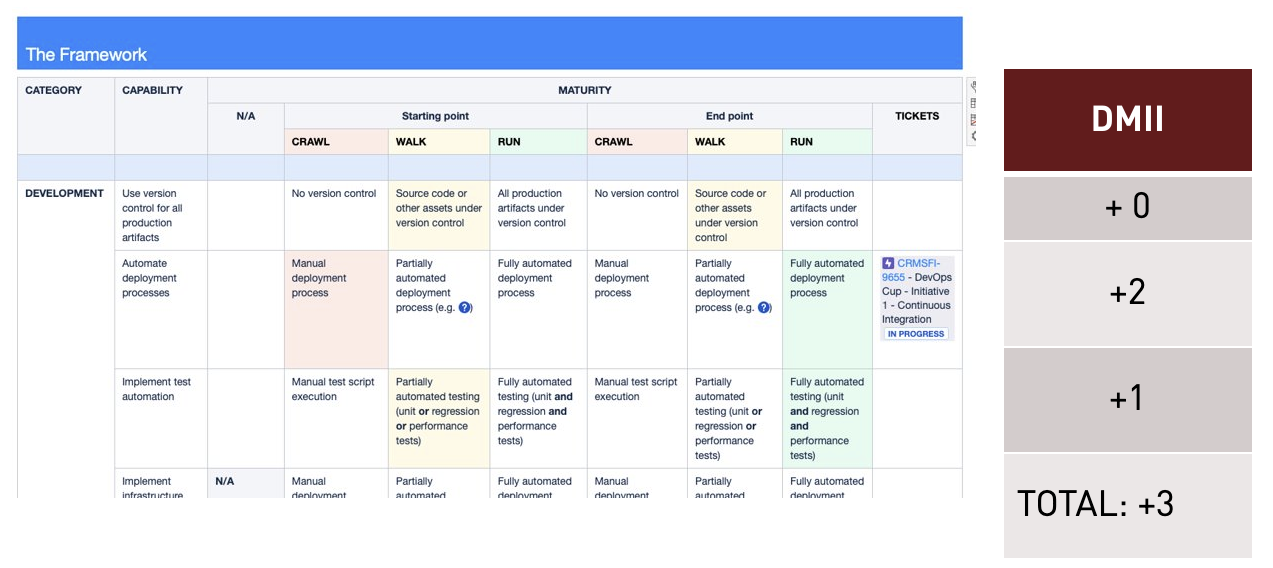 The Framework
CATEGORY
CAPABILITY
MATURITY
N/A
Starting point
End point
TICKETS
CRAWL
WALK
RUN
CRAWL
WALK
RUN
DEVELOPMENT
Use version
control for all
production
artifacts
No version control
Source code or
other assets under
version control
All production
artifacts under
version control
No version control
Source code or
other assets
under version
control
All production
artifacts under
version control
Automate
deployment
processes
Manual
deployment
process
Partially
automated
deployment
process (e.g. ?)
Fully automated
deployment
process
Manual
deployment
process
Partially
automated
deployment
process (e.g. ?)
Fully automated
deployment
process
CRMSFI-
9655 - DevOps
Cup - Initiative
1 - Continuous
Integration
IN PROGRESS
Implement test
automation
Manual test script
execution
Partially
automated testing
(unit or regression
or performance
tests)
Fully automated
testing (unit and
regression and
performance
tests)
Manual test script
execution
Partially
automated
testing (unit or
regression or
performance
tests)
Fully automated
testing (unit
and regression
and
performance
tests)
Implement
infrastructure
N/A
Manual
deployment
Partially
automated
Fully automated
deployment
Manual
deployment
Partially
automated
Fully automated
deployment
DMII
+ 0
+2
+1
TOTAL: +3